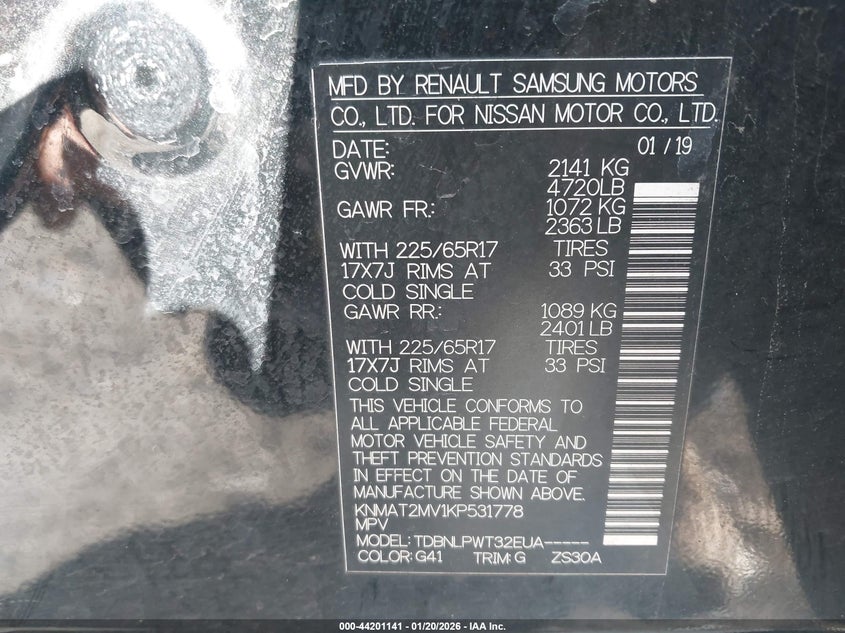 MFD BY RENAULT SAMSUNG MOTORS
CO., LTD. FOR NISSAN MOTOR CO., LTD.
DATE: 01 / 19
GVWR: 2141 KG
4720LB
GAWR FR.: 1072 KG
2363 LB
WITH 225/65R17 TIRES
17X7J RIMS AT 33 PSI
COLD SINGLE
GAWR RR.: 1089 KG
2401 LB
WITH 225/65R17 TIRES
17X7J RIMS AT 33 PSI
COLD SINGLE
THIS VEHICLE CONFORMS TO
ALL APPLICABLE FEDERAL
MOTOR VEHICLE SAFETY AND
THEFT PREVENTION STANDARDS
IN EFFECT ON THE DATE OF
MANUFACTURE SHOWN ABOVE.
KNMAT2MV1KP531778
MPV
MODEL: TDBNLPWT32EUA-----
COLOR: G41 TRIM: G ZS30A
000-44201141 - 01/20/2026 - IAA Inc.